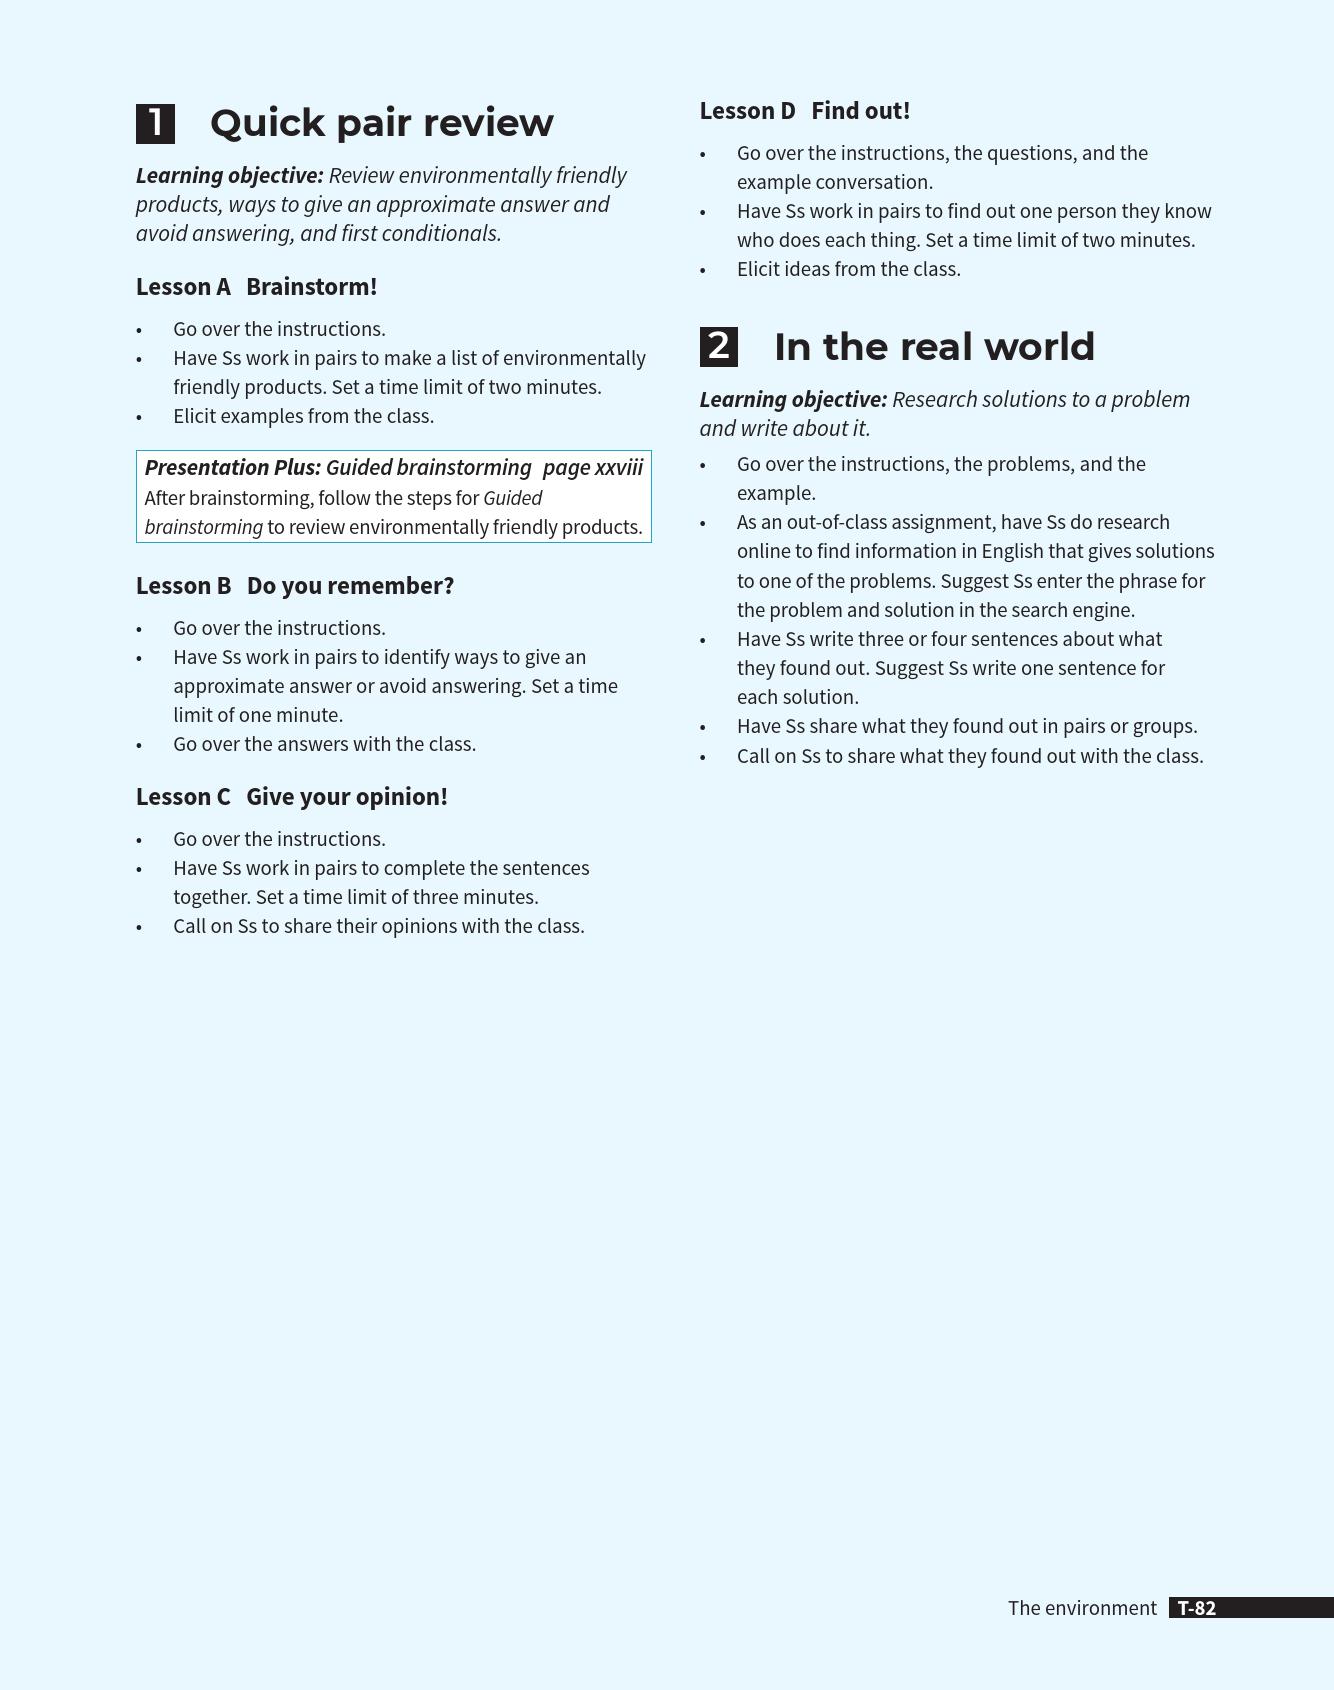 1 Quick pair review
Learning objective: Review environmentally friendly
products, ways to give an approximate answer and
avoid answering, and first conditionals.
Lesson A Brainstorm!
• Go over the instructions.
• Have Ss work in pairs to make a list of environmentally
friendly products. Set a time limit of two minutes.
• Elicit examples from the class.
Presentation Plus: Guided brainstorming page xxviii
After brainstorming, follow the steps for Guided
brainstorming to review environmentally friendly products.
Lesson B Do you remember?
• Go over the instructions.
• Have Ss work in pairs to identify ways to give an
approximate answer or avoid answering. Set a time
limit of one minute.
• Go over the answers with the class.
Lesson C Give your opinion!
• Go over the instructions.
• Have Ss work in pairs to complete the sentences
together. Set a time limit of three minutes.
• Call on Ss to share their opinions with the class.
Lesson D Find out!
• Go over the instructions, the questions, and the
example conversation.
• Have Ss work in pairs to find out one person they know
who does each thing. Set a time limit of two minutes.
• Elicit ideas from the class.
2 In the real world
Learning objective: Research solutions to a problem
and write about it.
• Go over the instructions, the problems, and the
example.
• As an out-of-class assignment, have Ss do research
online to find information in English that gives solutions
to one of the problems. Suggest Ss enter the phrase for
the problem and solution in the search engine.
• Have Ss write three or four sentences about what
they found out. Suggest Ss write one sentence for
each solution.
• Have Ss share what they found out in pairs or groups.
• Call on Ss to share what they found out with the class.
The environment T-82